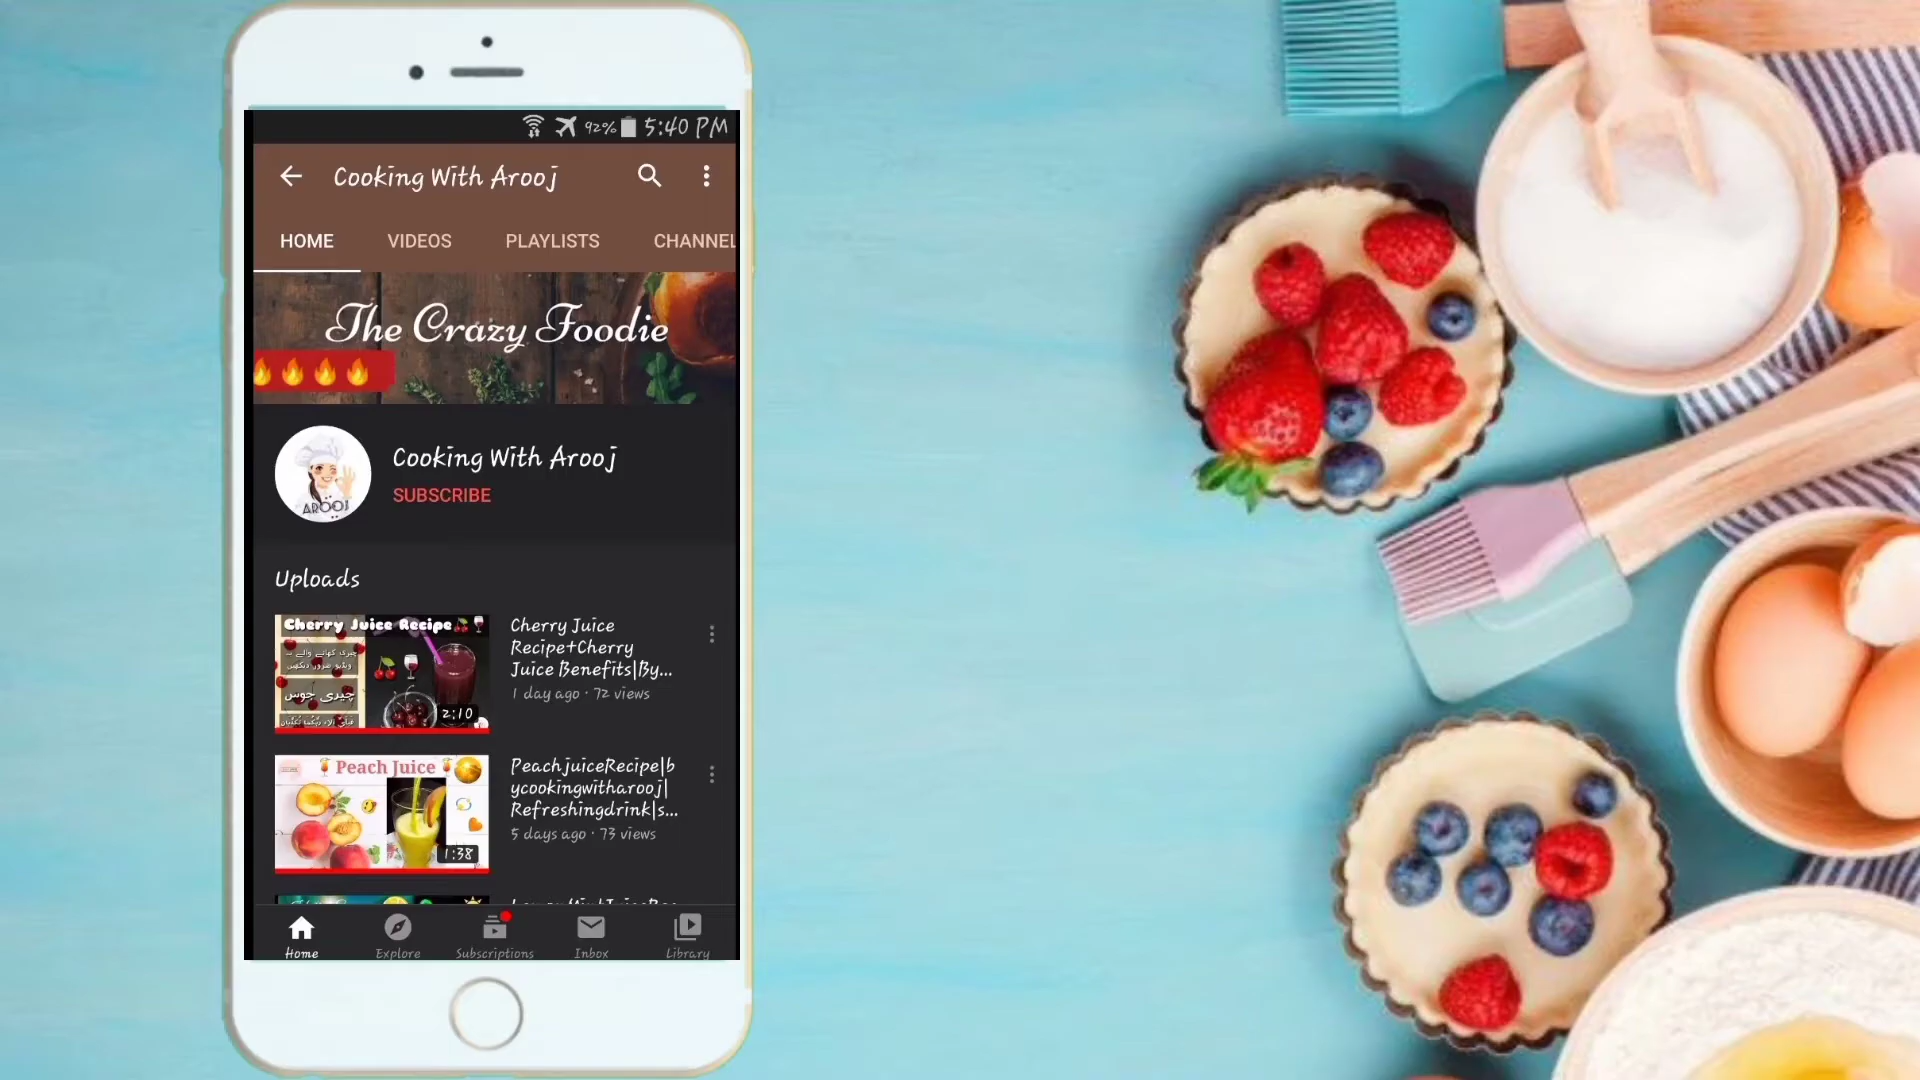 92% 5:40 PM
Cooking With Arooj
HOME VIDEOS PLAYLISTS CHANNEL
The Crazy Foodie
Cooking With Arooj
AROOJ
SUBSCRIBE
Uploads
Cherry Juice Recipe
چیری جوس
2:10
Cherry Juice
Recipe+Cherry
Juice Benefits|By...
1 day ago · 72 views
Peach Juice
1:38
PeachjuiceRecipe|b
ycookingwitharooj|
Refreshingdrink|s...
5 days ago · 73 views
Home Explore Subscriptions Inbox Library